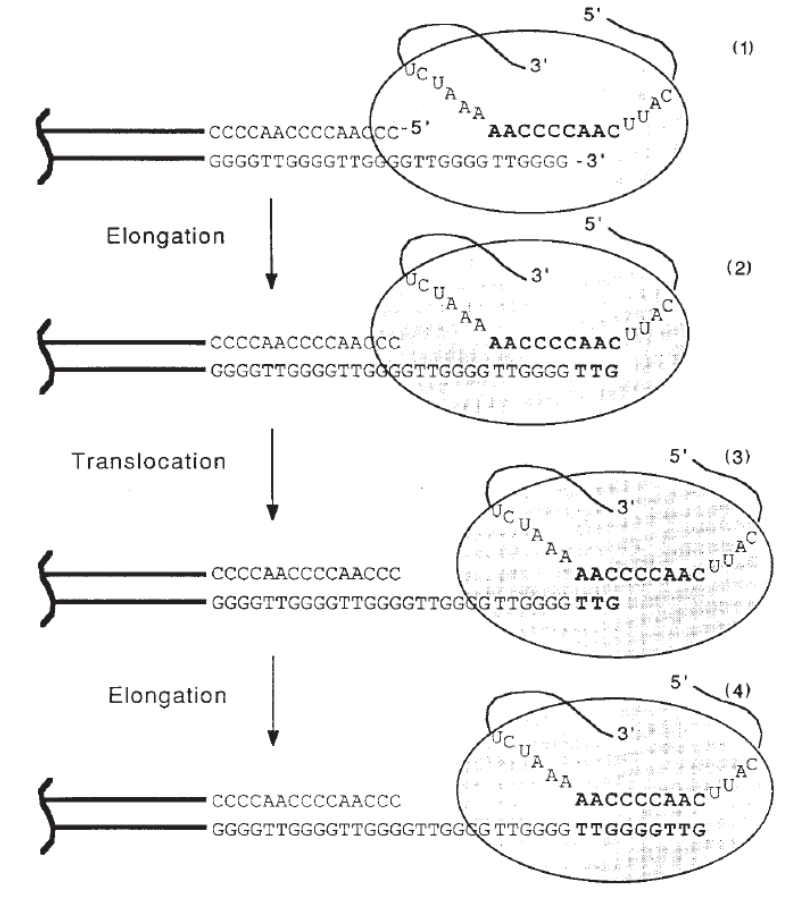 5'
(1)
3'
UCUAAA AACCCCAAC UUAC
CCCCAACCCCAACCC-5'
GGGGTTGGGGTTGGGGTTGGGGTTGGGG -3'
Elongation
5'
(2)
3'
UCUAAA AACCCCAAC UUAC
CCCCAACCCCAACCC
GGGGTTGGGGTTGGGGTTGGGGTTGGGG TTG
Translocation
5'
(3)
3'
UCUAAA AACCCCAAC UUAC
CCCCAACCCCAACCC
GGGGTTGGGGTTGGGGTTGGGGTTGGGG TTG
Elongation
5'
(4)
3'
UCUAAA AACCCCAAC UUAC
CCCCAACCCCAACCC
GGGGTTGGGGTTGGGGTTGGGGTTGGGG TTGGGGTTG